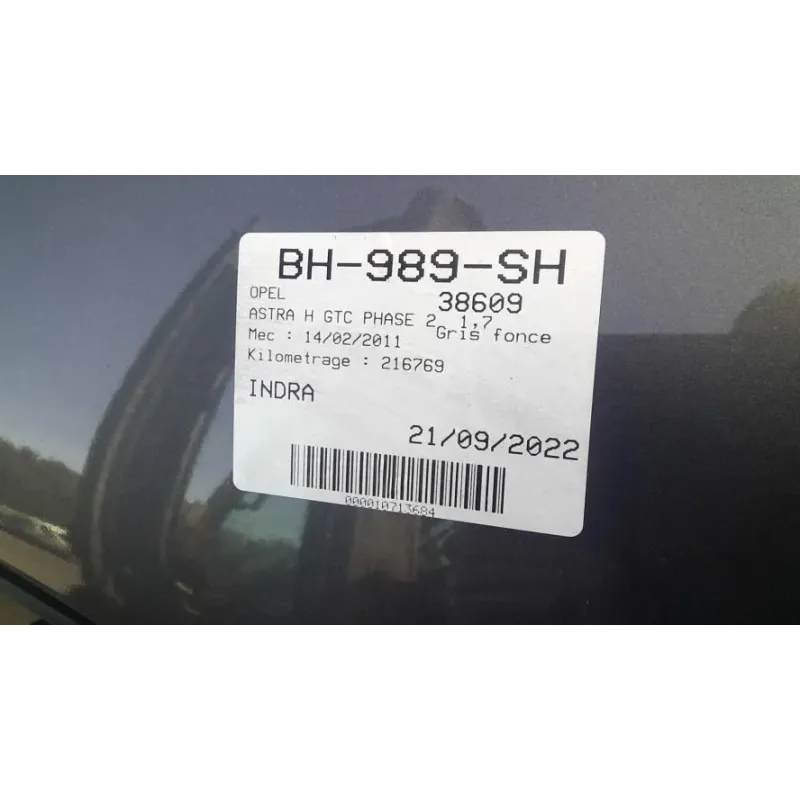 BH-989-SH
OPEL 38609
ASTRA H GTC PHASE 2 1,7
Mec : 14/02/2011 Gris fonce
Kilometrage : 216769
INDRA
21/09/2022
000010713684